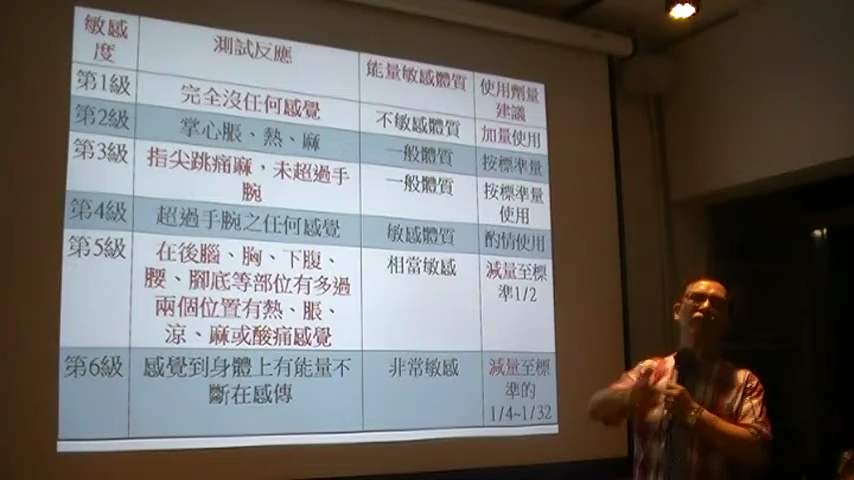 敏感度 測試反應 能量敏感體質 使用劑量建議
第1級 完全沒任何感覺 不敏感體質 加量使用
第2級 掌心脹、熱、麻 一般體質 按標準量
第3級 指尖跳痛麻，未超過手腕 一般體質 按標準量使用
第4級 超過手腕之任何感覺 敏感體質 酌情使用
第5級 在後腦、胸、下腹、腰、腳底等部位有多過兩個位置有熱、脹、涼、麻或酸痛感覺 相當敏感 減量至標準1/2
第6級 感覺到身體上有能量不斷在感傳 非常敏感 減量至標準的1/4~1/32